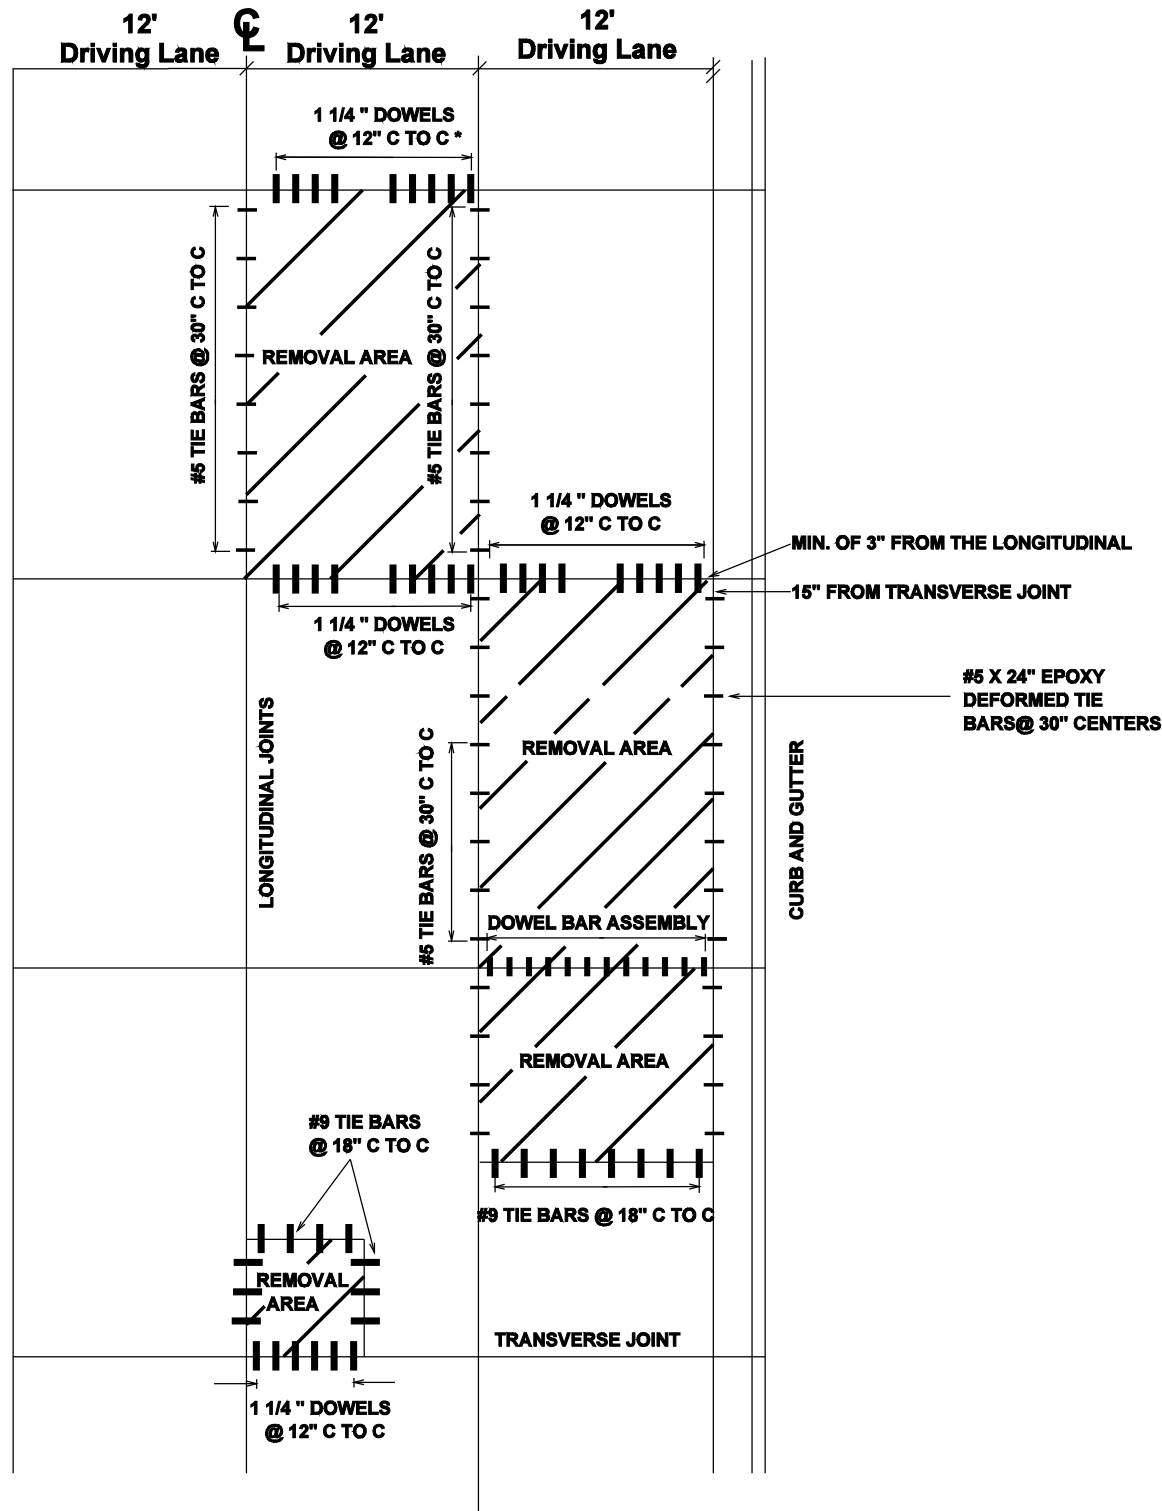 12'
Driving Lane
CL
12'
Driving Lane
12'
Driving Lane
1 1/4 " DOWELS
@ 12" C TO C *
#5 TIE BARS @ 30" C TO C
#5 TIE BARS @ 30" C TO C
REMOVAL AREA
1 1/4 " DOWELS
@ 12" C TO C
MIN. OF 3" FROM THE LONGITUDINAL
15" FROM TRANSVERSE JOINT
1 1/4 " DOWELS
@ 12" C TO C
#5 X 24" EPOXY
DEFORMED TIE
BARS@ 30" CENTERS
LONGITUDINAL JOINTS
#5 TIE BARS @ 30" C TO C
REMOVAL AREA
CURB AND GUTTER
DOWEL BAR ASSEMBLY
REMOVAL AREA
#9 TIE BARS
@ 18" C TO C
#9 TIE BARS @ 18" C TO C
REMOVAL
AREA
TRANSVERSE JOINT
1 1/4 " DOWELS
@ 12" C TO C